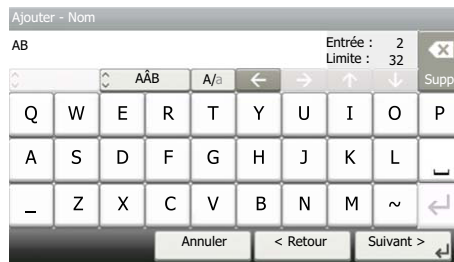 Ajouter - Nom
AB
Entrée : 2
Limite : 32
AÂB A/a ← → ↑ ↓ Supp
Q W E R T Y U I O P
A S D F G H J K L
_ Z X C V B N M ~
Annuler < Retour Suivant >